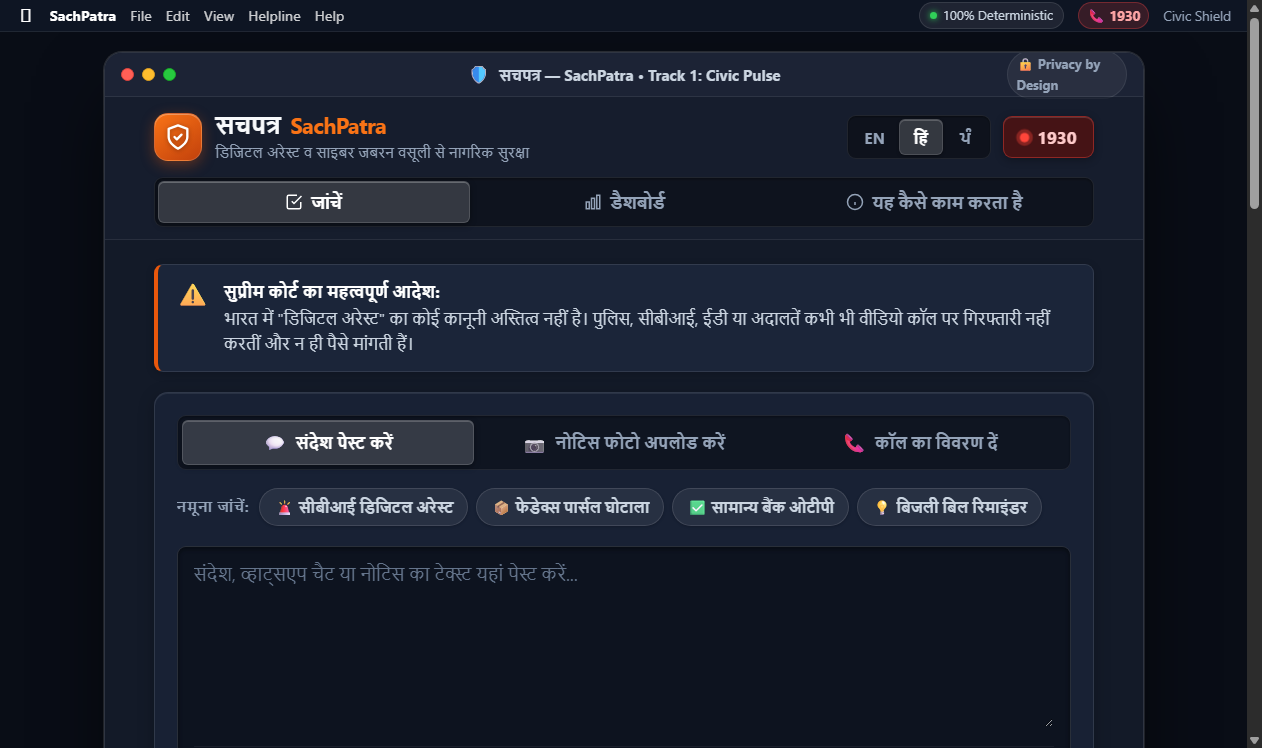 SachPatra File Edit View Helpline Help 100% Deterministic 1930 Civic Shield
सचपत्र — SachPatra • Track 1: Civic Pulse
Privacy by
Design
सचपत्र SachPatra
डिजिटल अरेस्ट व साइबर जबरन वसूली से नागरिक सुरक्षा
EN हिं ਪੰ 1930
जांचें डैशबोर्ड यह कैसे काम करता है
सुप्रीम कोर्ट का महत्वपूर्ण आदेश:
भारत में "डिजिटल अरेस्ट" का कोई कानूनी अस्तित्व नहीं है। पुलिस, सीबीआई, ईडी या अदालतें कभी भी वीडियो कॉल पर गिरफ्तारी नहीं
करतीं और न ही पैसे मांगती हैं।
संदेश पेस्ट करें नोटिस फोटो अपलोड करें कॉल का विवरण दें
नमूना जांचें: सीबीआई डिजिटल अरेस्ट फेडेक्स पार्सल घोटाला सामान्य बैंक ओटीपी बिजली बिल रिमाइंडर
संदेश, व्हाट्सएप चैट या नोटिस का टेक्स्ट यहां पेस्ट करें...